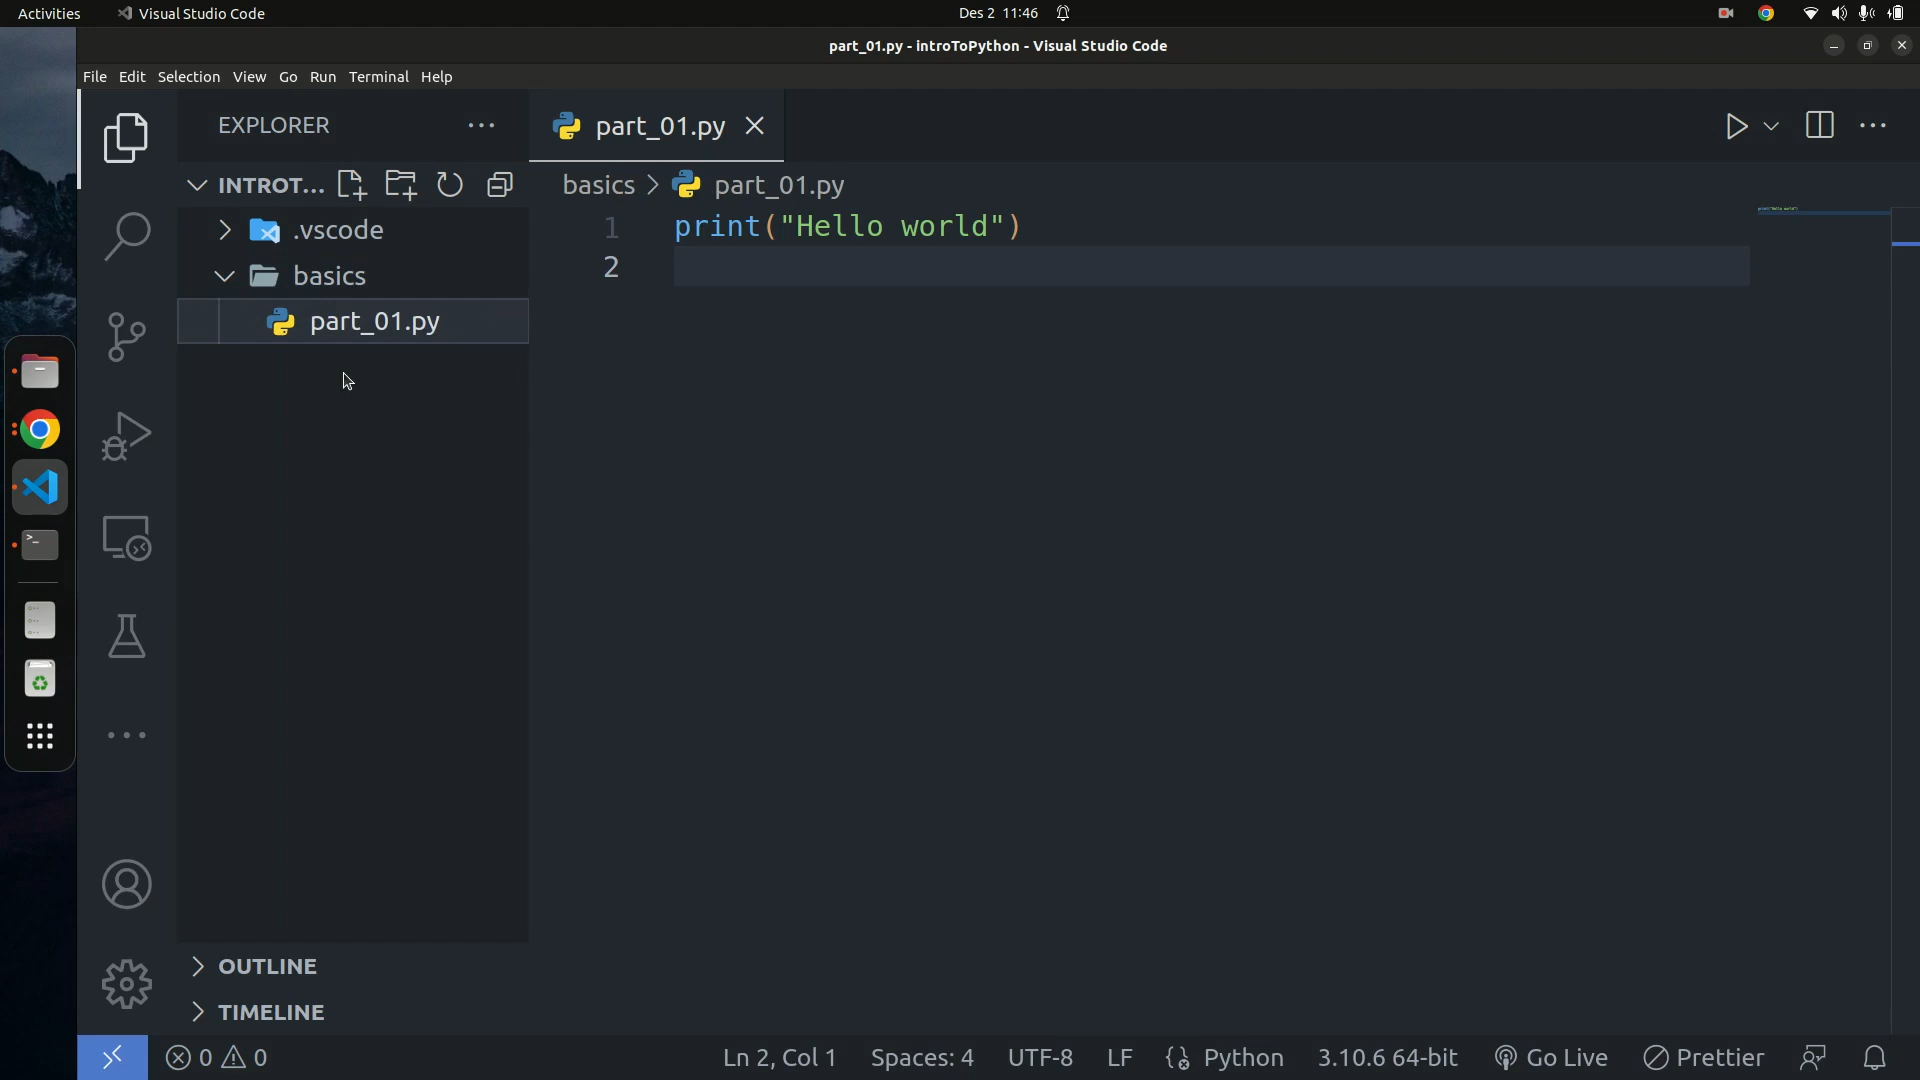 Activities Visual Studio Code Des 2 11:46
part_01.py - introToPython - Visual Studio Code
File Edit Selection View Go Run Terminal Help
EXPLORER
part_01.py
INTROT...
basics > part_01.py
.vscode
1 print("Hello world")
2
basics
part_01.py
OUTLINE
TIMELINE
0 0 Ln 2, Col 1 Spaces: 4 UTF-8 LF Python 3.10.6 64-bit Go Live Prettier